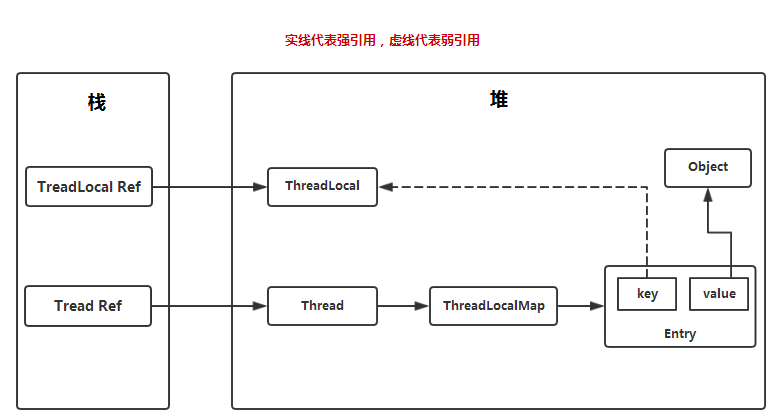 实线代表强引用，虚线代表弱引用
栈
堆
TreadLocal Ref
ThreadLocal
Object
Tread Ref
Thread
ThreadLocalMap
key
value
Entry